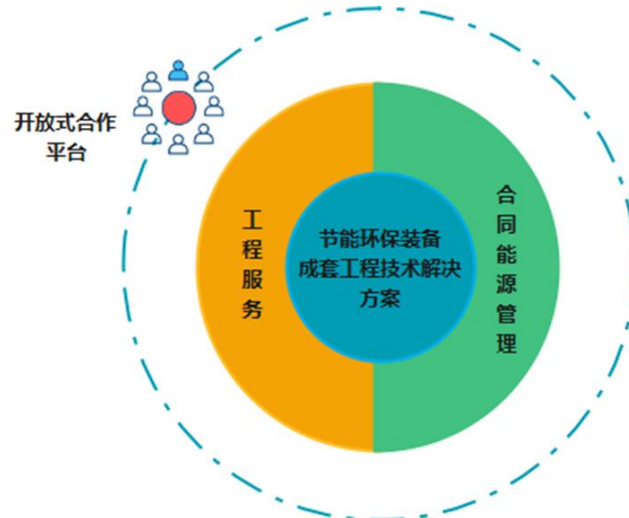 开放式合作
平台
工程服务
节能环保装备
成套工程技术解决
方案
合同能源管理